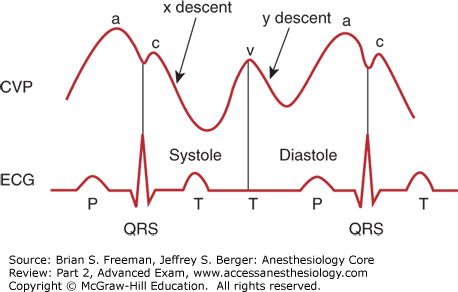 x descent
y descent
a
c
v
a
c
CVP
Systole
Diastole
ECG
P
T
T
P
T
QRS
QRS
Source: Brian S. Freeman, Jeffrey S. Berger: Anesthesiology Core
Review: Part 2, Advanced Exam, www.accessanesthesiology.com
Copyright © McGraw-Hill Education.  All rights reserved.